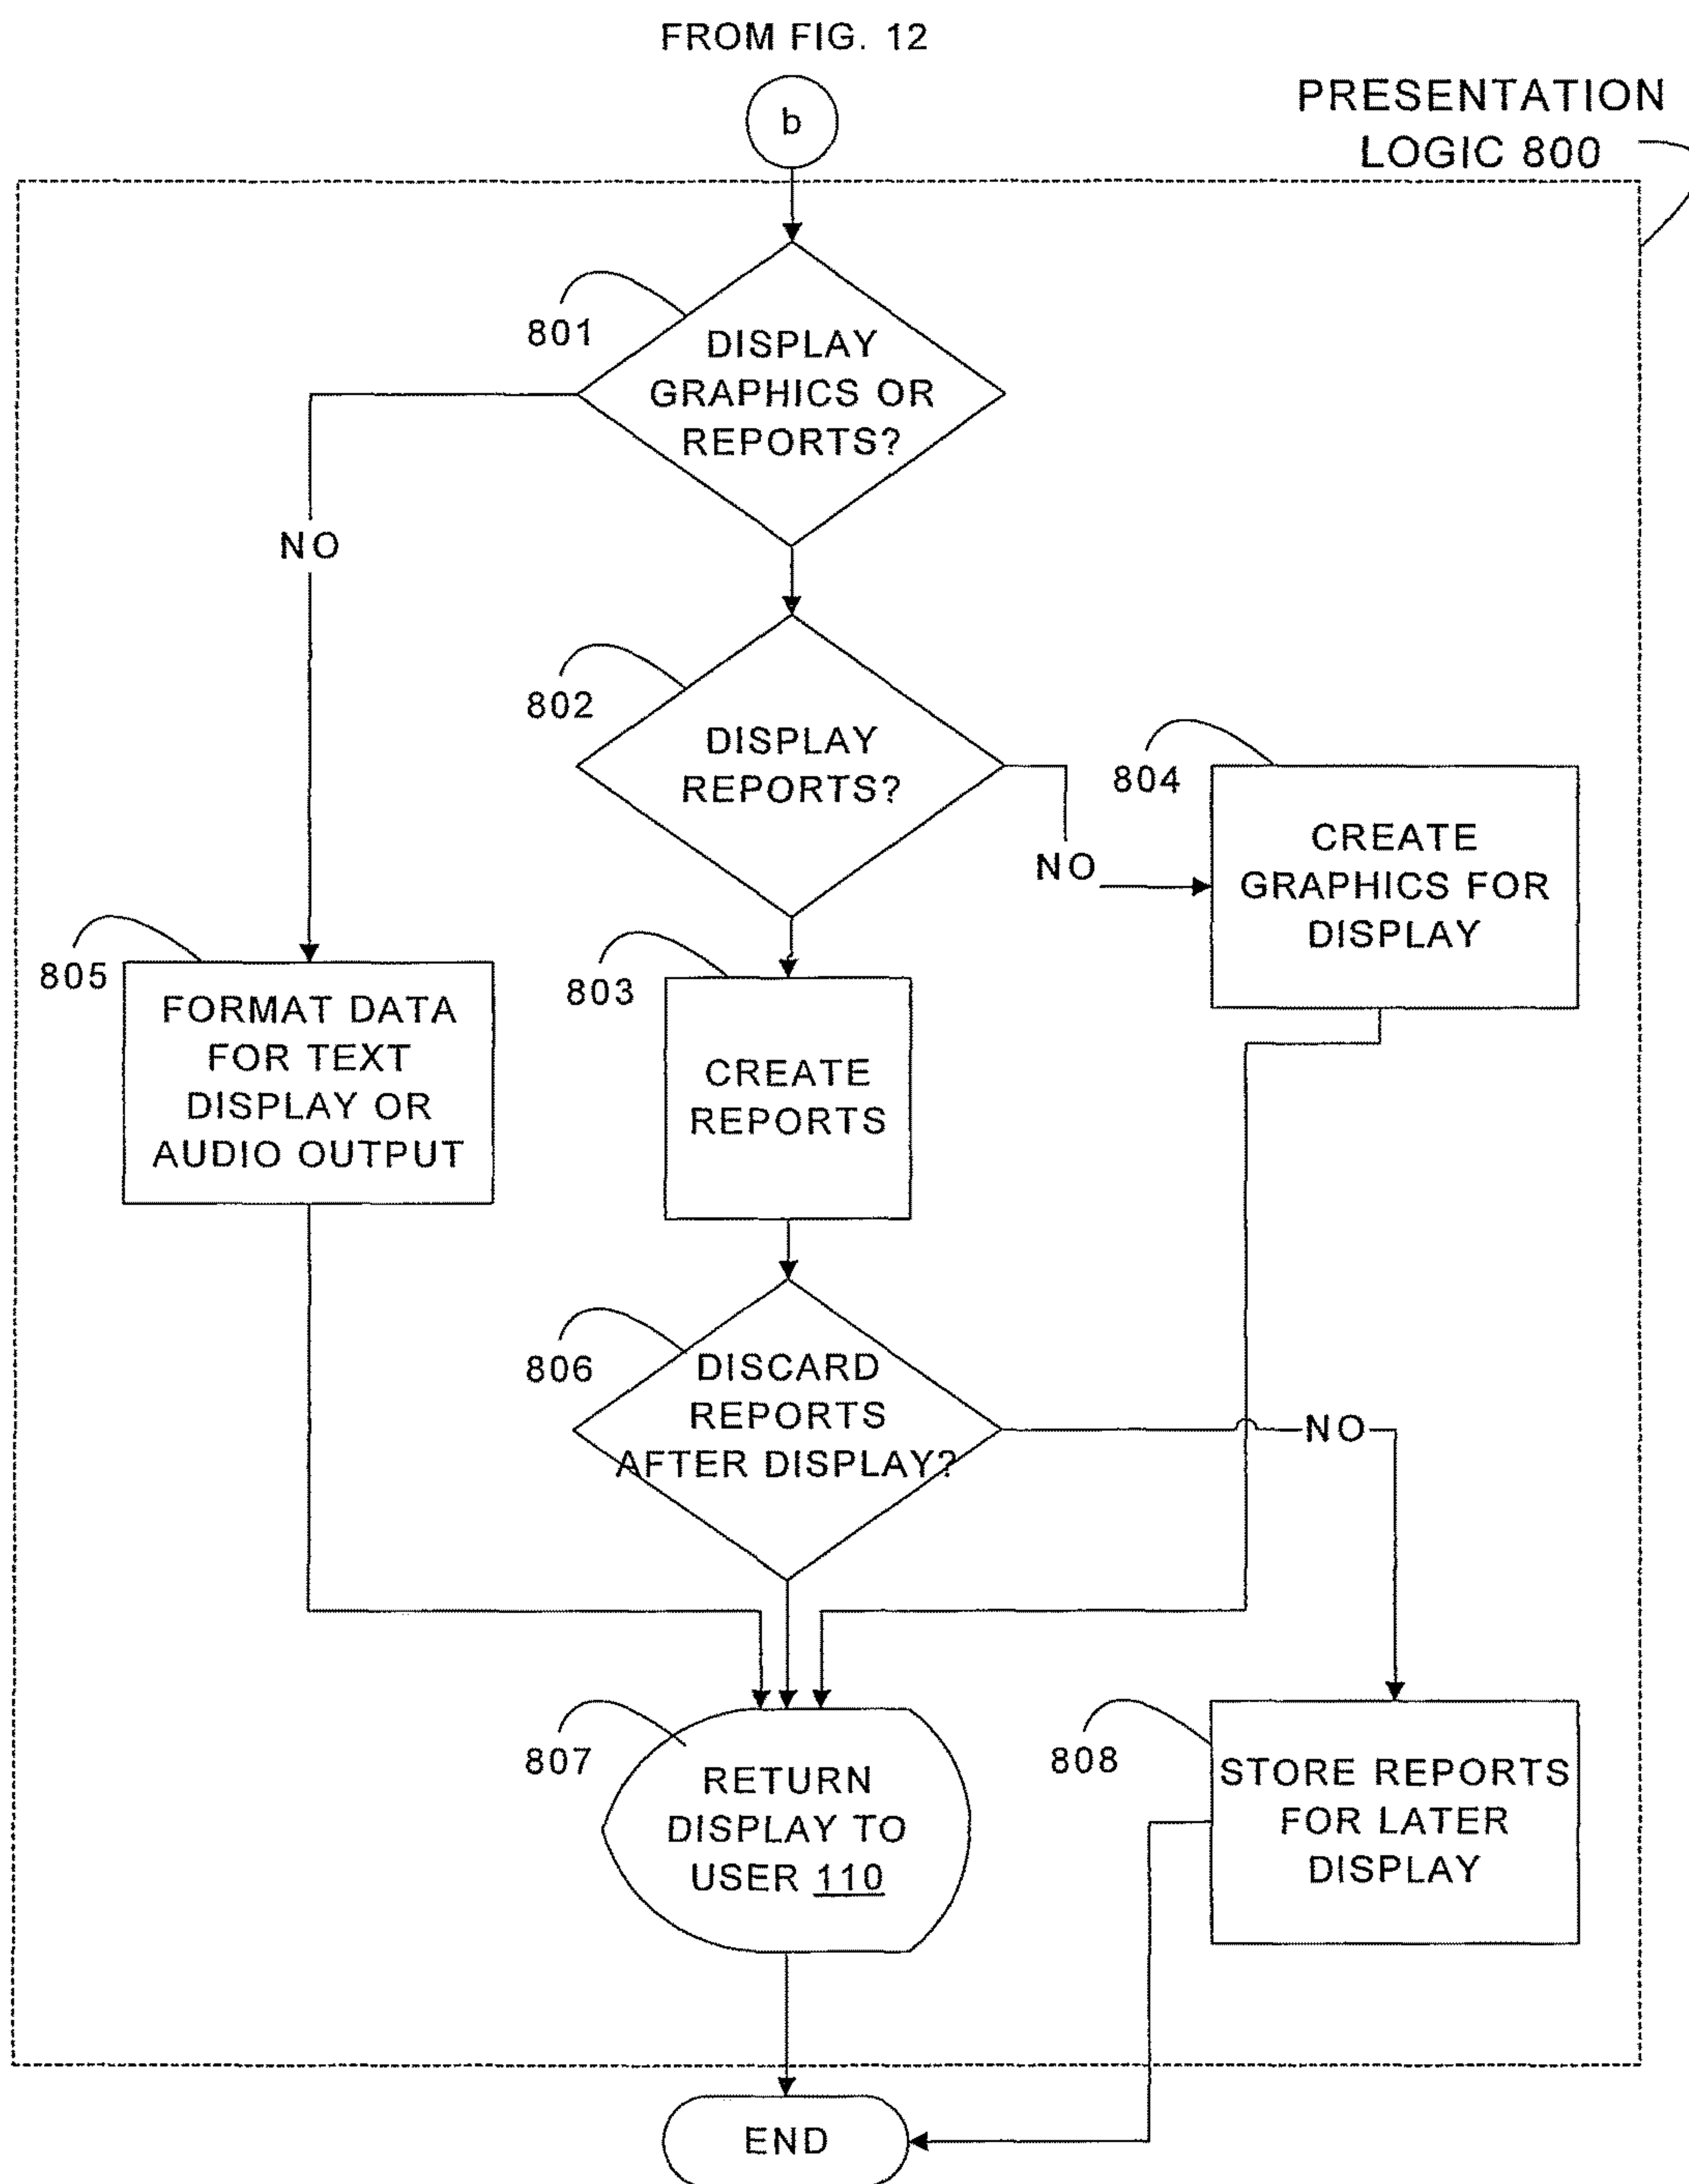 FROM FIG. 12
b
PRESENTATION
LOGIC 800
801
DISPLAY
GRAPHICS OR
REPORTS?
NO
802
DISPLAY
REPORTS?
NO
804
CREATE
GRAPHICS FOR
DISPLAY
805
FORMAT DATA
FOR TEXT
DISPLAY OR
AUDIO OUTPUT
803
CREATE
REPORTS
806
DISCARD
REPORTS
AFTER DISPLAY?
NO
807
RETURN
DISPLAY TO
USER 110
808
STORE REPORTS
FOR LATER
DISPLAY
END